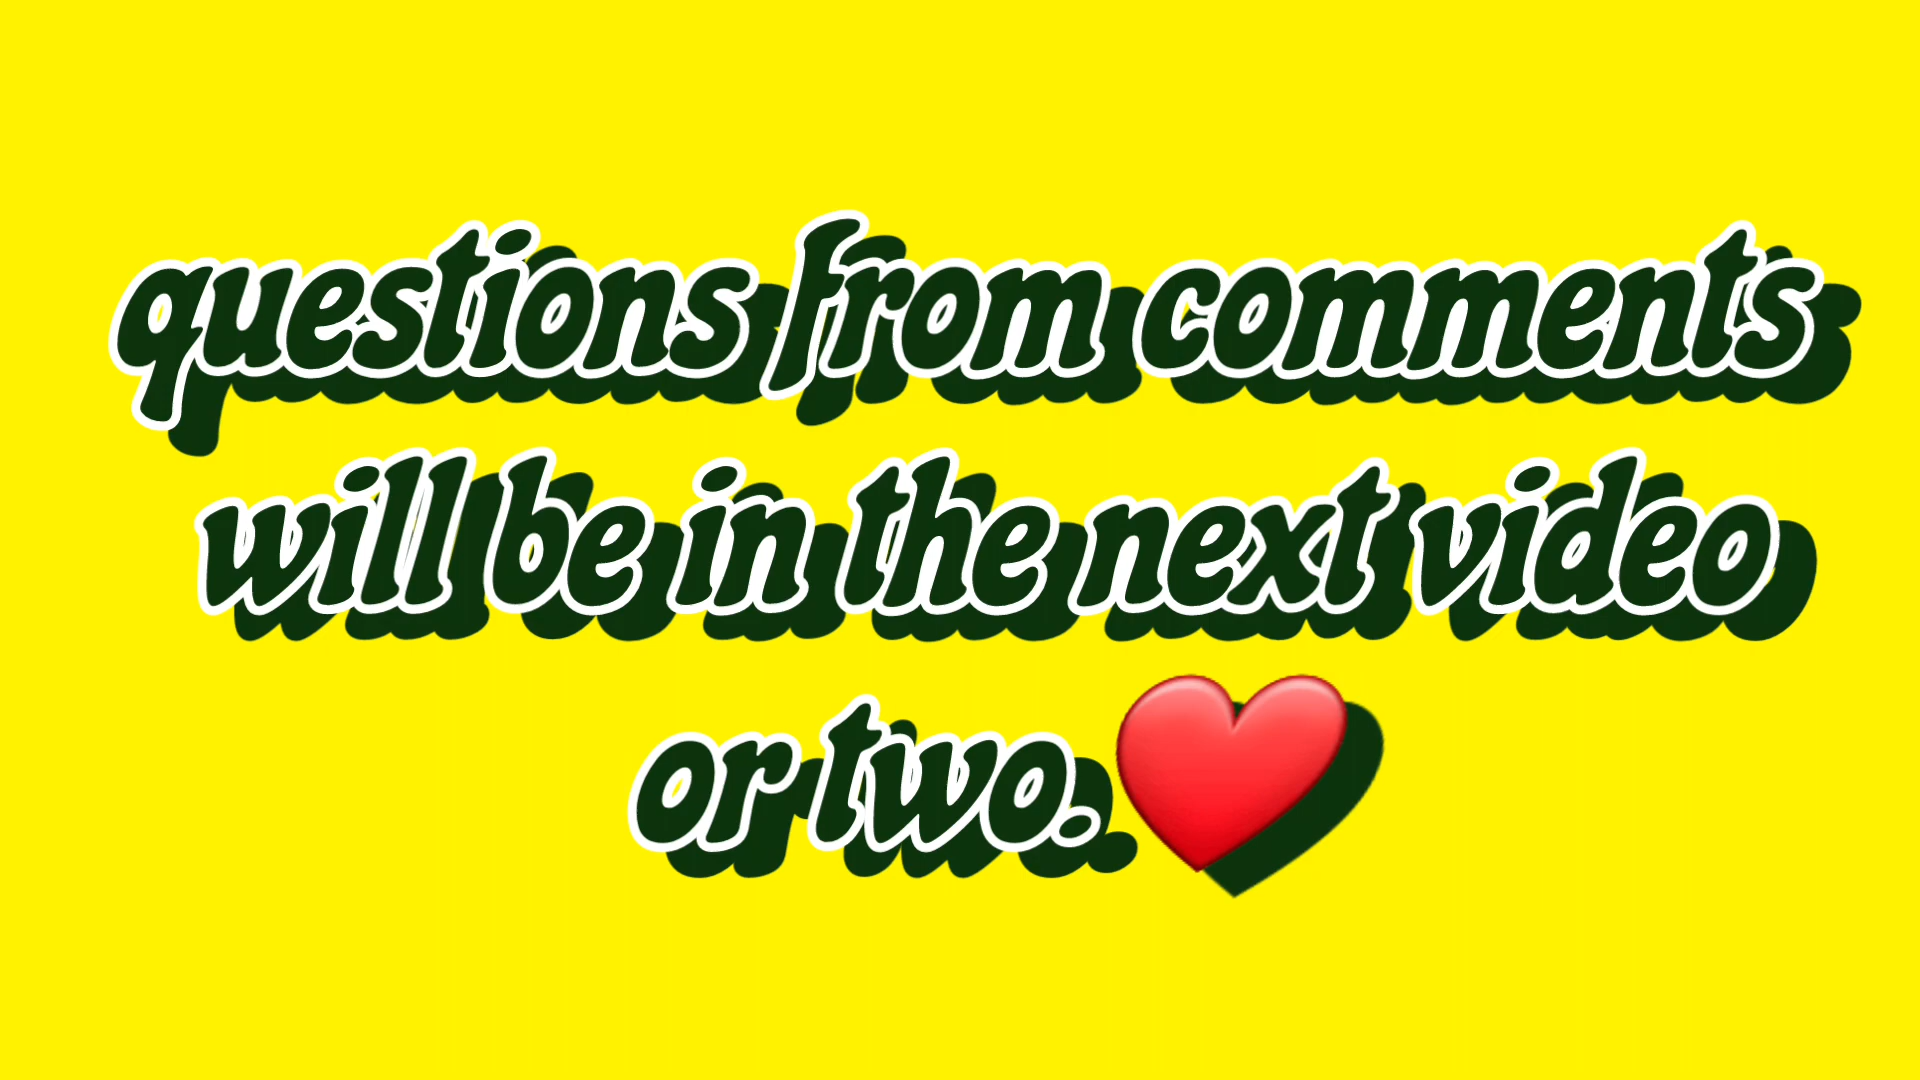 questions from comments
will be in the next video
or two.❤️